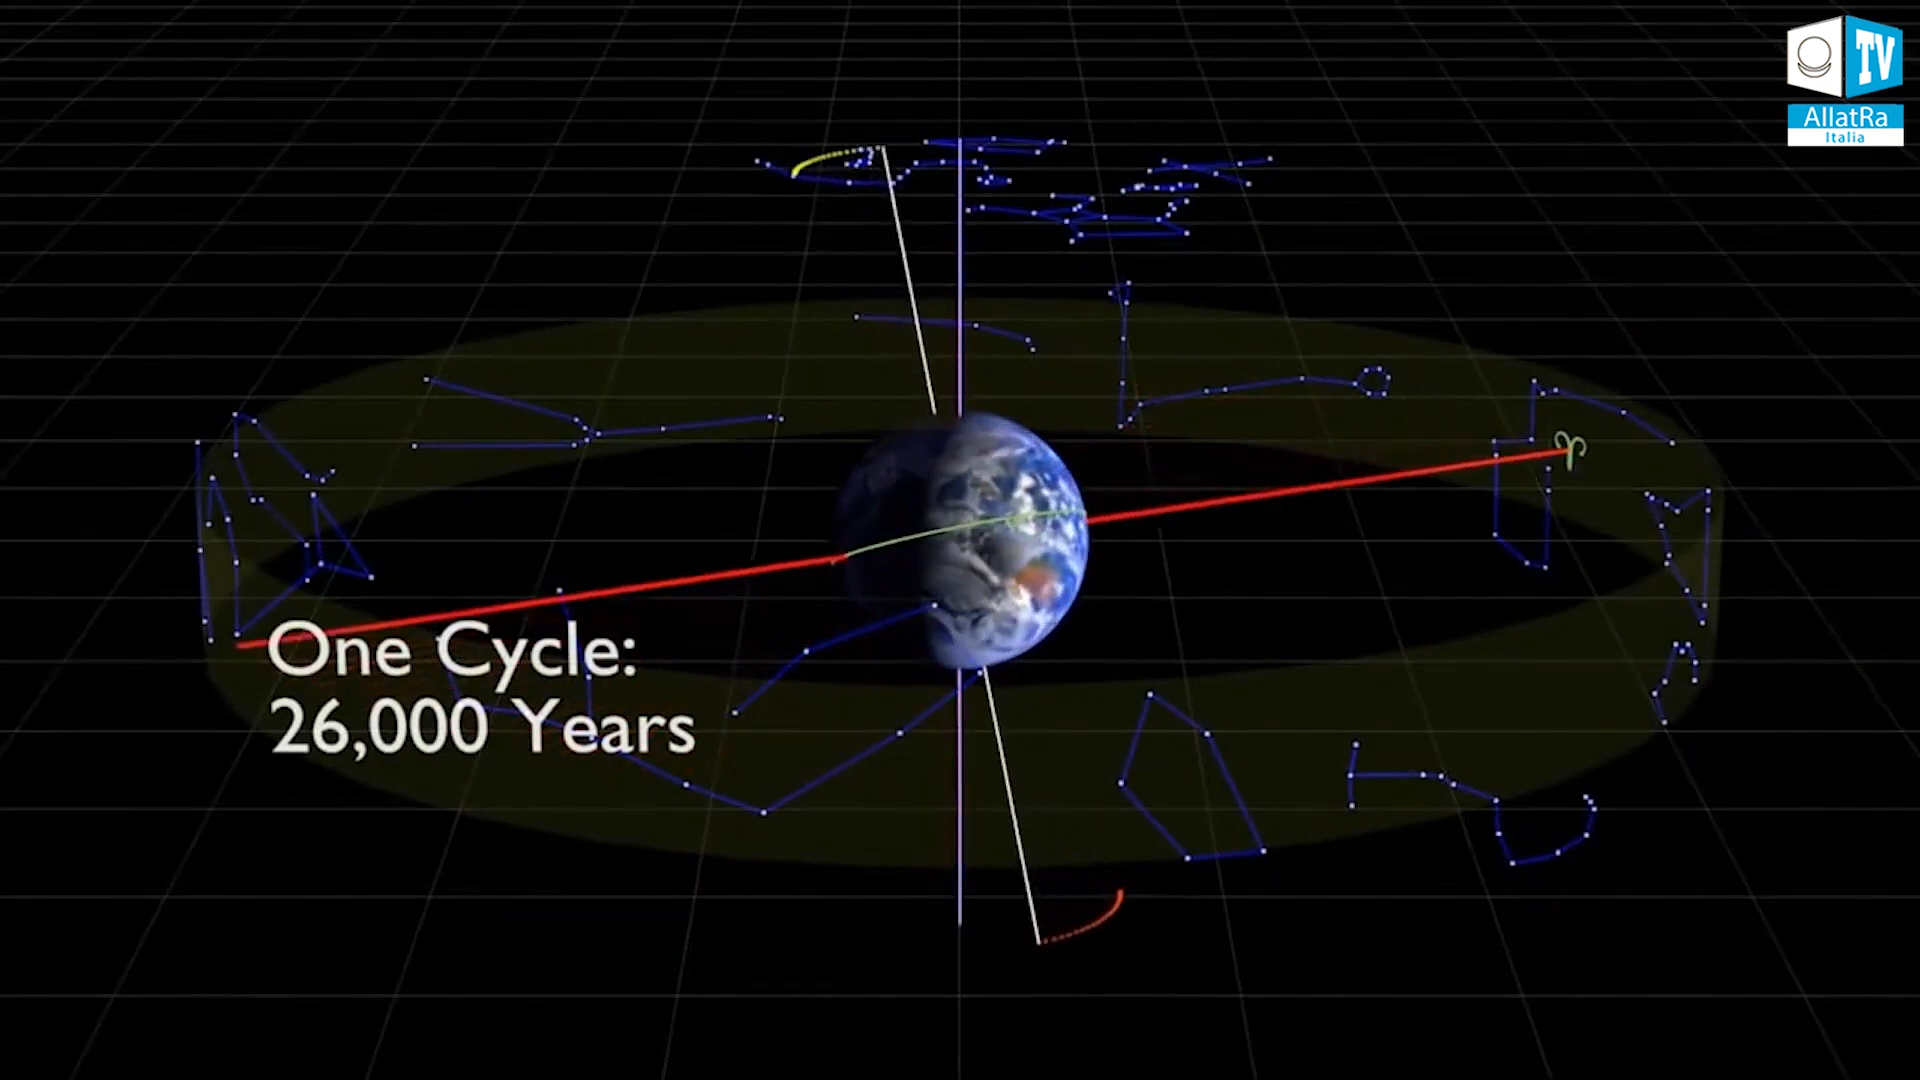 TV
AllatRa
Italia
♈
One Cycle:
26,000 Years